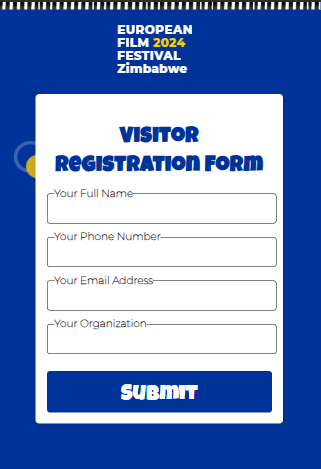 EUROPEAN
FILM 2024
FESTIVAL
Zimbabwe
VISITOR
REGISTRATION FORM
Your Full Name
Your Phone Number
Your Email Address
Your Organization
SUBMIT